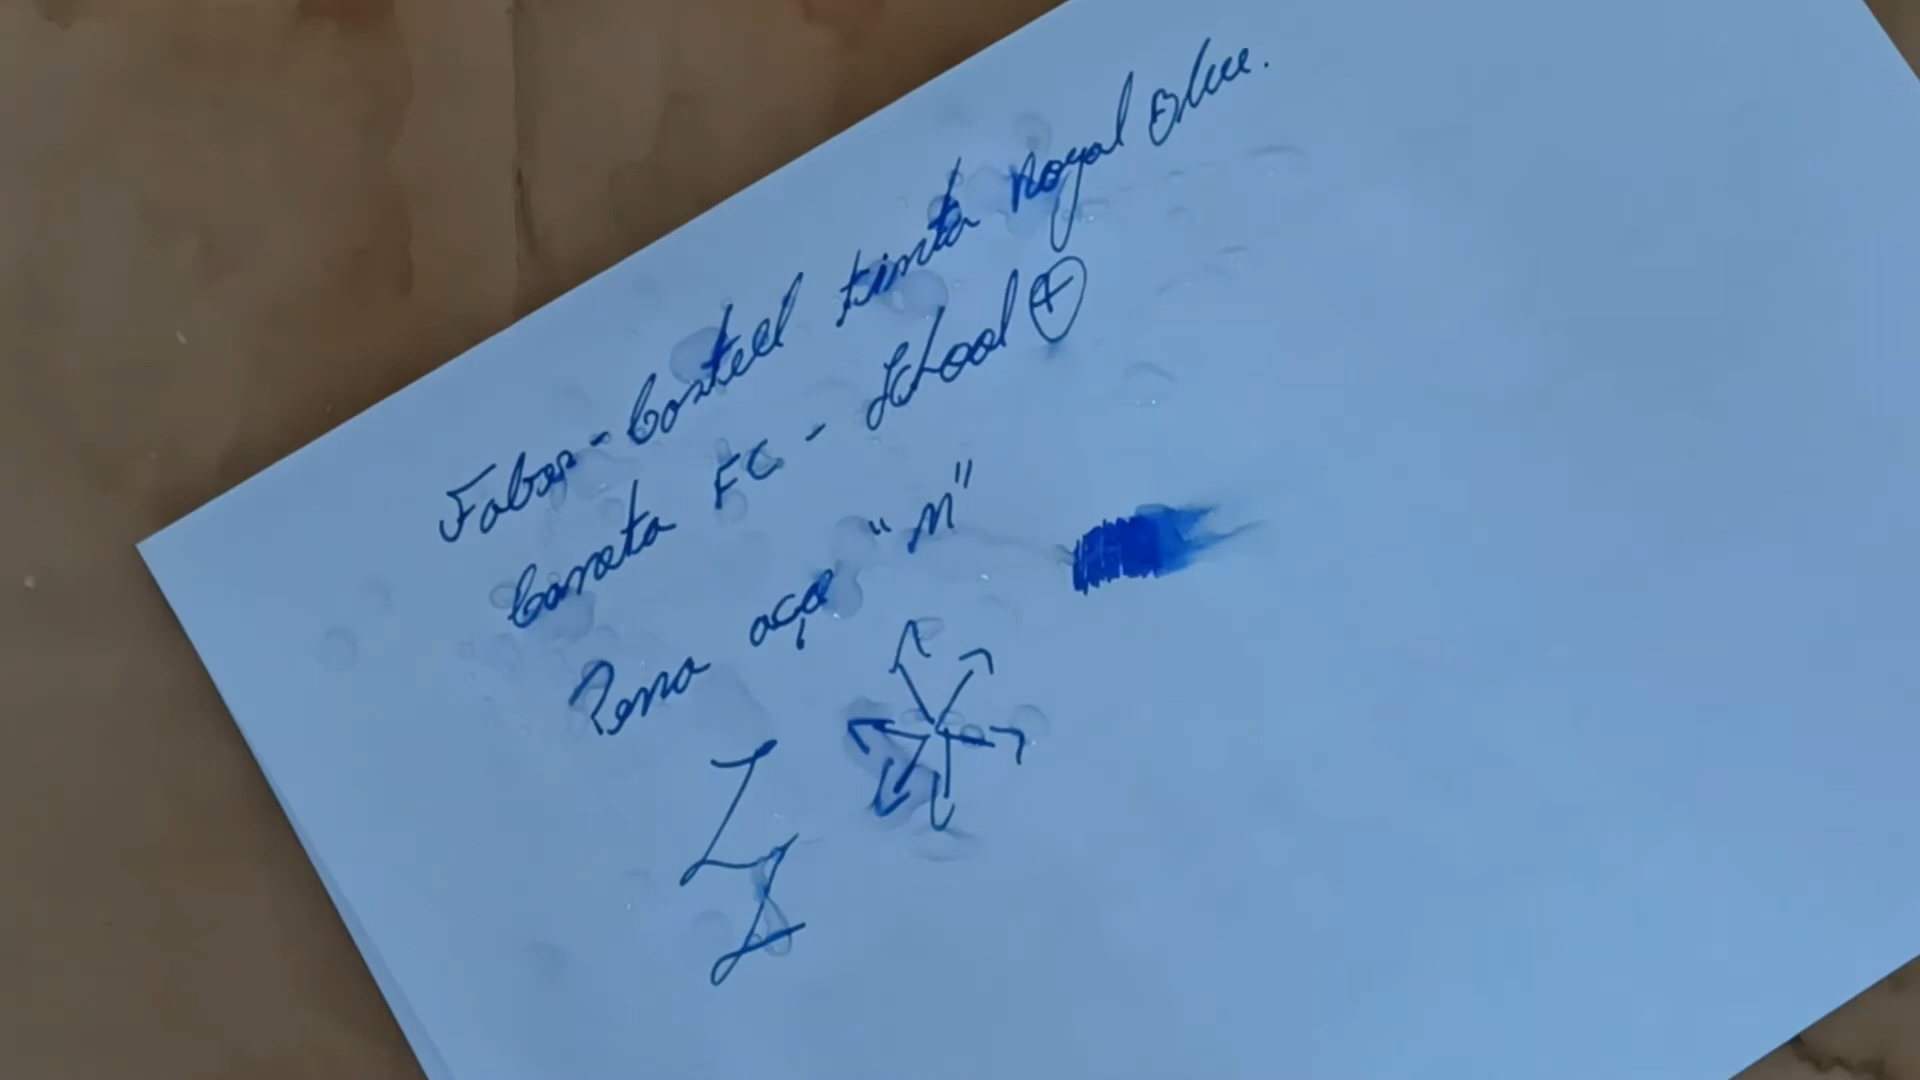 Faber-Castell tinta Royal Blue.
Caneta FC - School +
Pena aço "M"